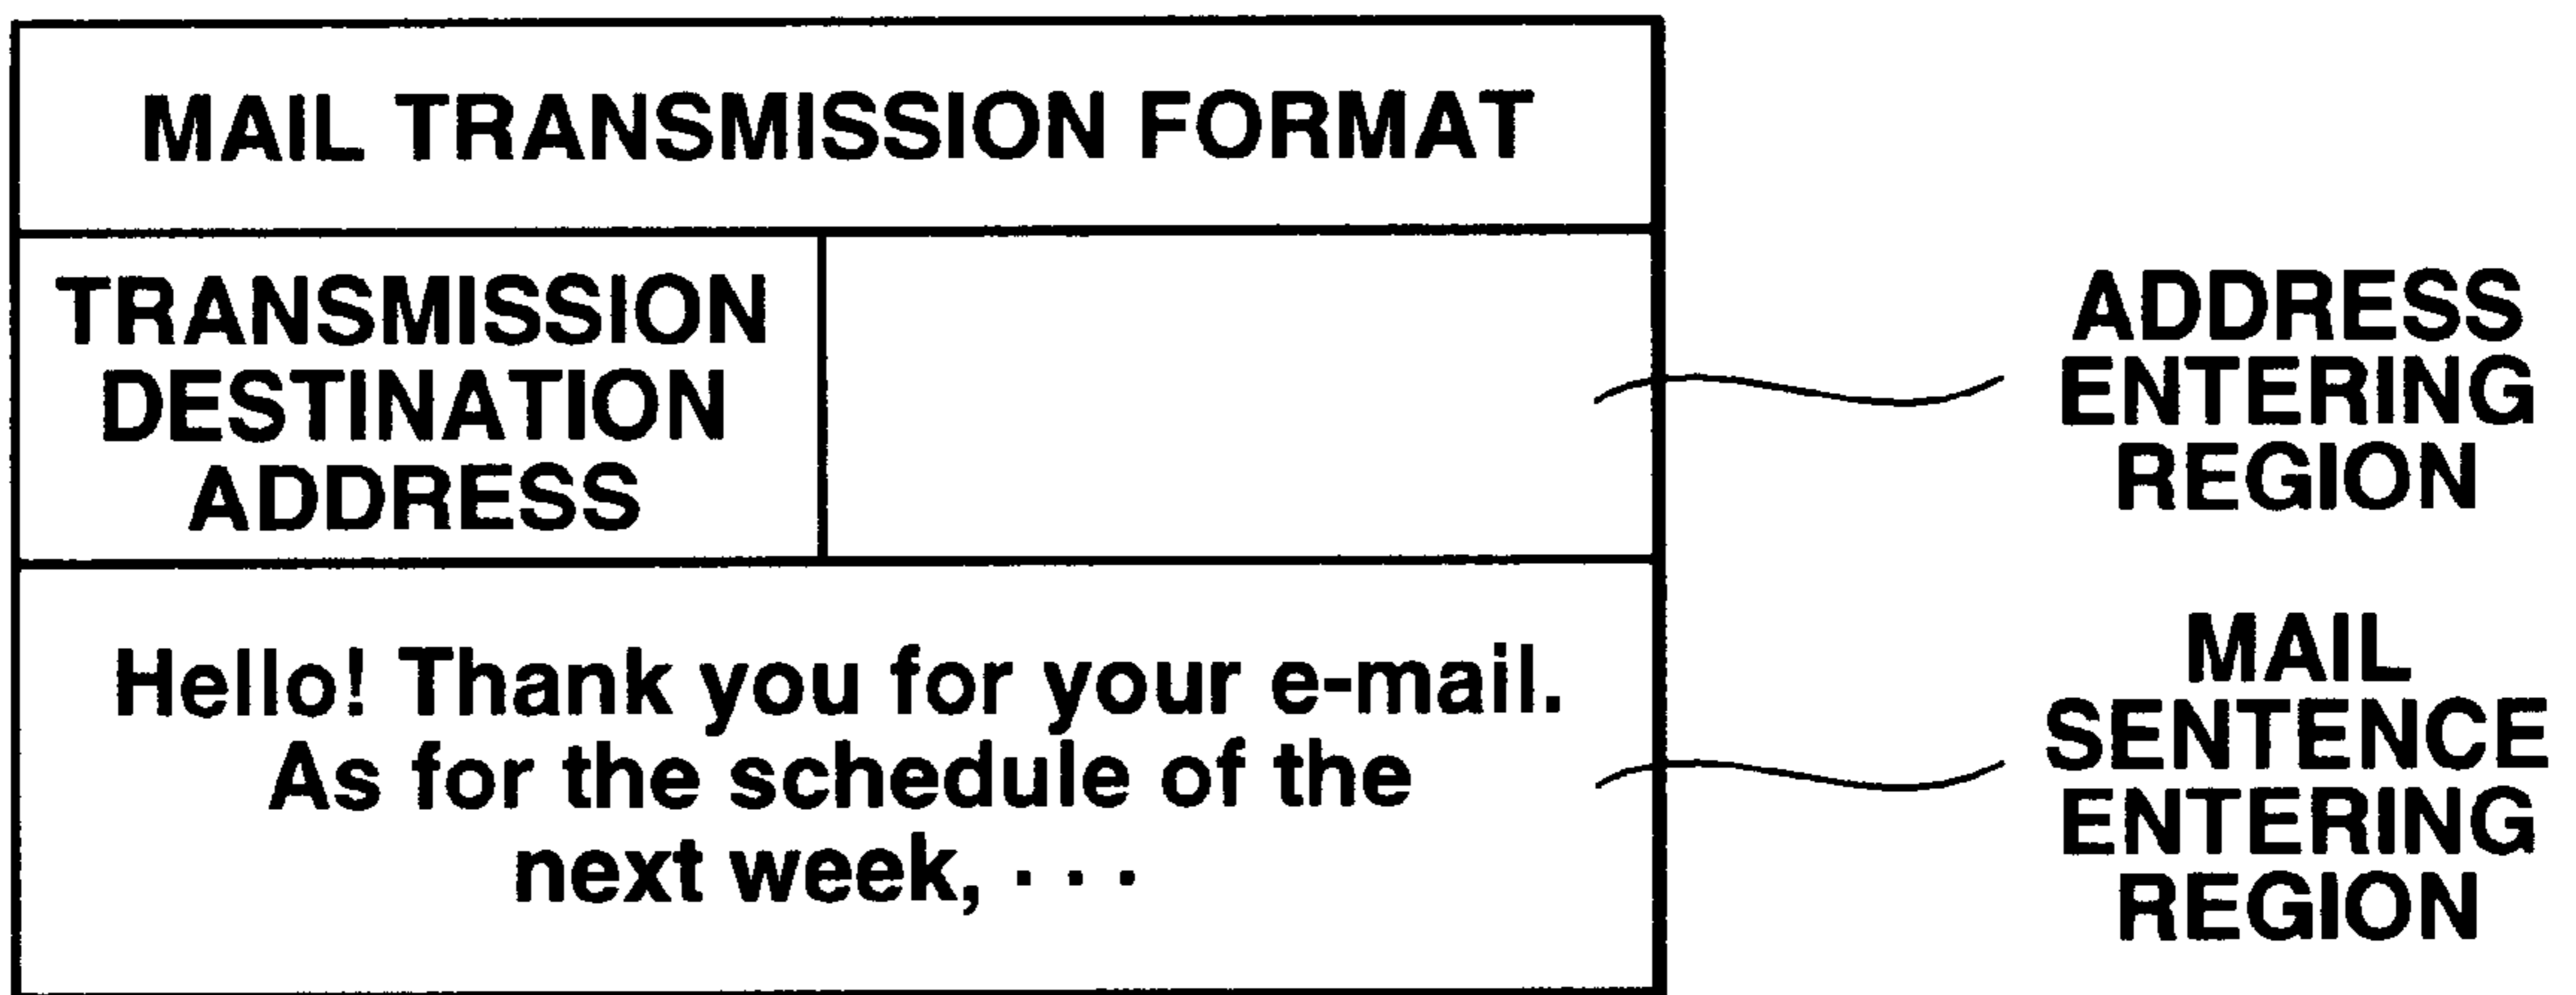 MAIL TRANSMISSION FORMAT
TRANSMISSION
DESTINATION
ADDRESS
ADDRESS
ENTERING
REGION
Hello! Thank you for your e-mail.
As for the schedule of the
next week, · · ·
MAIL
SENTENCE
ENTERING
REGION